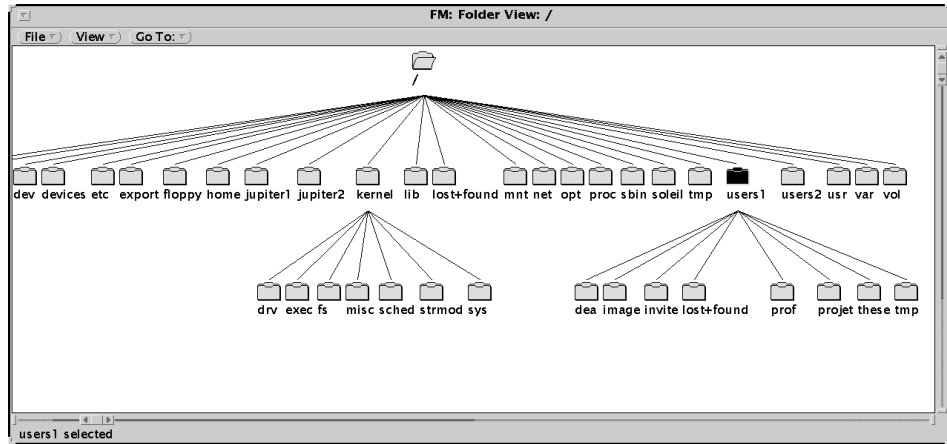 FM: Folder View: /
File View Go To:
/
dev devices etc export floppy home jupiter1 jupiter2 kernel lib lost+found mnt net opt proc sbin soleil tmp users1 users2 usr var vol
drv exec fs misc sched strmod sys dea image invite lost+found prof projet these tmp
users1 selected